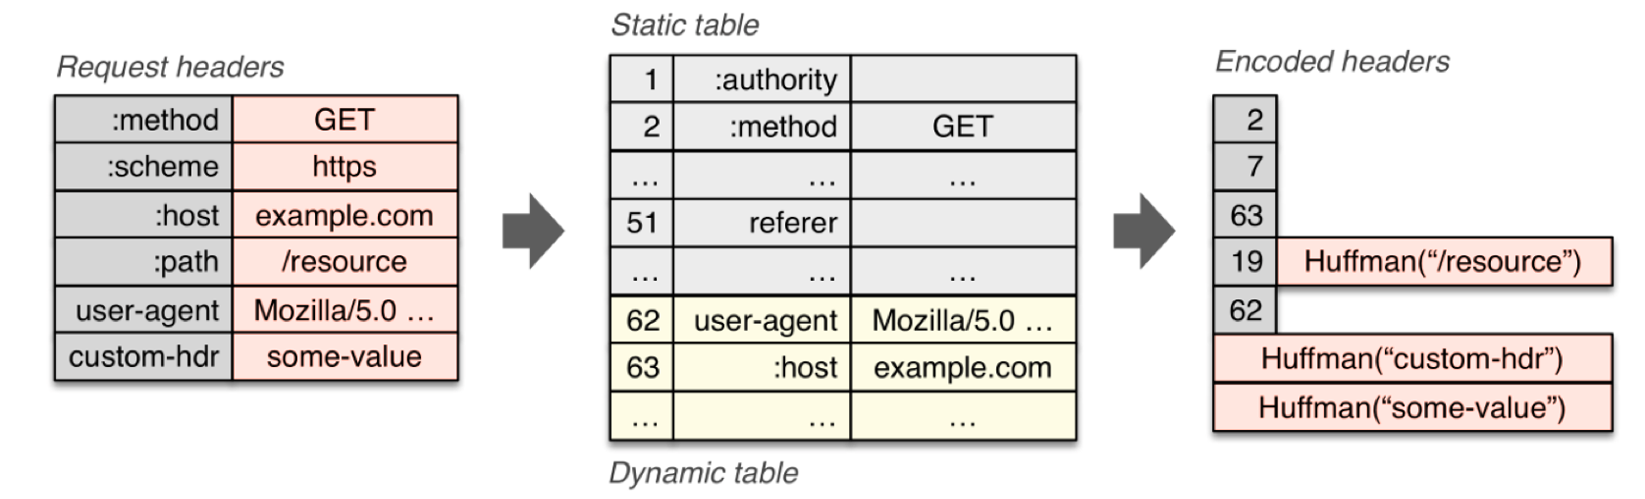 Request headers
:method GET
:scheme https
:host example.com
:path /resource
user-agent Mozilla/5.0 …
custom-hdr some-value
Static table
1 :authority
2 :method GET
… … …
51 referer
… … …
62 user-agent Mozilla/5.0 …
63 :host example.com
… … …
Dynamic table
Encoded headers
2
7
63
19 Huffman(“/resource”)
62
Huffman(“custom-hdr”)
Huffman(“some-value”)